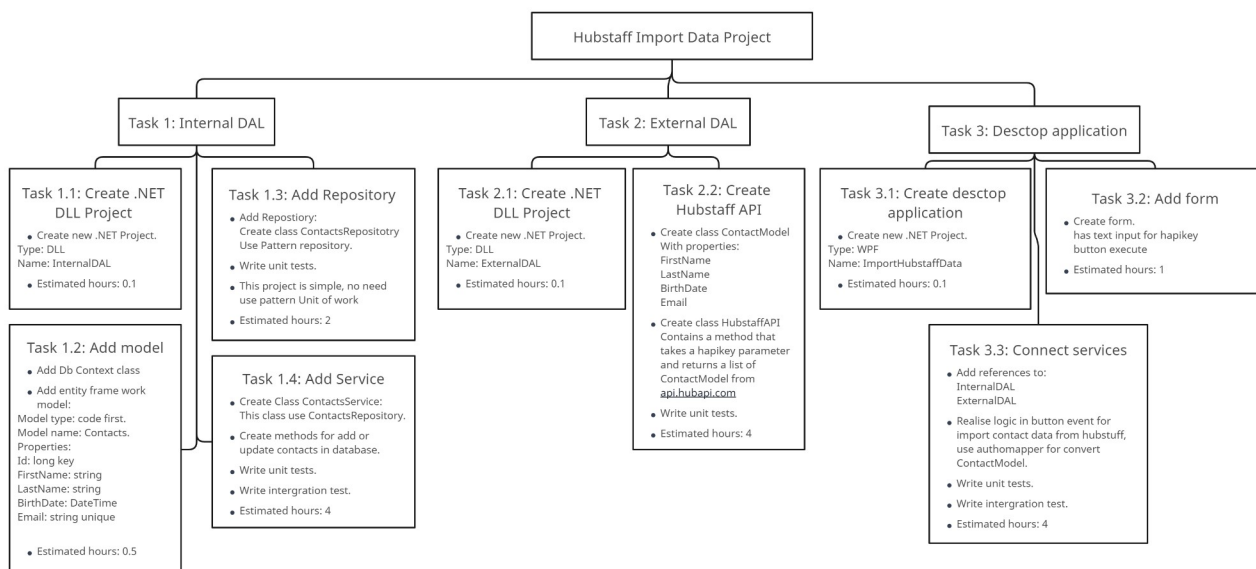 Hubstaff Import Data Project
Task 1: Internal DAL
Task 2: External DAL
Task 3: Desctop application
Task 1.1: Create .NET
DLL Project
• Create new .NET Project.
Type: DLL
Name: InternalDAL
• Estimated hours: 0.1
Task 1.2: Add model
• Add Db Context class
• Add entity frame work
model:
Model type: code first.
Model name: Contacts.
Properties:
Id: long key
FirstName: string
LastName: string
BirthDate: DateTime
Email: string unique
• Estimated hours: 0.5
Task 1.3: Add Repository
• Add Repostiory:
Create class ContactsRepositotry
Use Pattern repository.
• Write unit tests.
• This project is simple, no need
use pattern Unit of work
• Estimated hours: 2
Task 1.4: Add Service
• Create Class ContactsService:
This class use ContactsRepository.
• Create methods for add or
update contacts in database.
• Write unit tests.
• Write intergration test.
• Estimated hours: 4
Task 2.1: Create .NET
DLL Project
• Create new .NET Project.
Type: DLL
Name: ExternalDAL
• Estimated hours: 0.1
Task 2.2: Create
Hubstaff API
• Create class ContactModel
With properties:
FirstName
LastName
BirthDate
Email
• Create class HubstaffAPI
Contains a method that
takes a hapikey parameter
and returns a list of
ContactModel from
api.hubapi.com
• Write unit tests.
• Estimated hours: 4
Task 3.1: Create desctop
application
• Create new .NET Project.
Type: WPF
Name: ImportHubstaffData
• Estimated hours: 0.1
Task 3.2: Add form
• Create form.
has text input for hapikey
button execute
• Estimated hours: 1
Task 3.3: Connect services
• Add references to:
InternalDAL
ExternalDAL
• Realise logic in button event for
import contact data from hubstuff,
use authomapper for convert
ContactModel.
• Write unit tests.
• Write intergration test.
• Estimated hours: 4